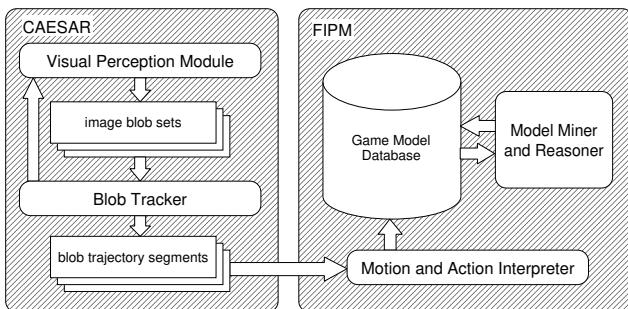 CAESAR
Visual Perception Module
image blob sets
Blob Tracker
blob trajectory segments
FIPM
Game Model
Database
Model Miner
and Reasoner
Motion and Action Interpreter